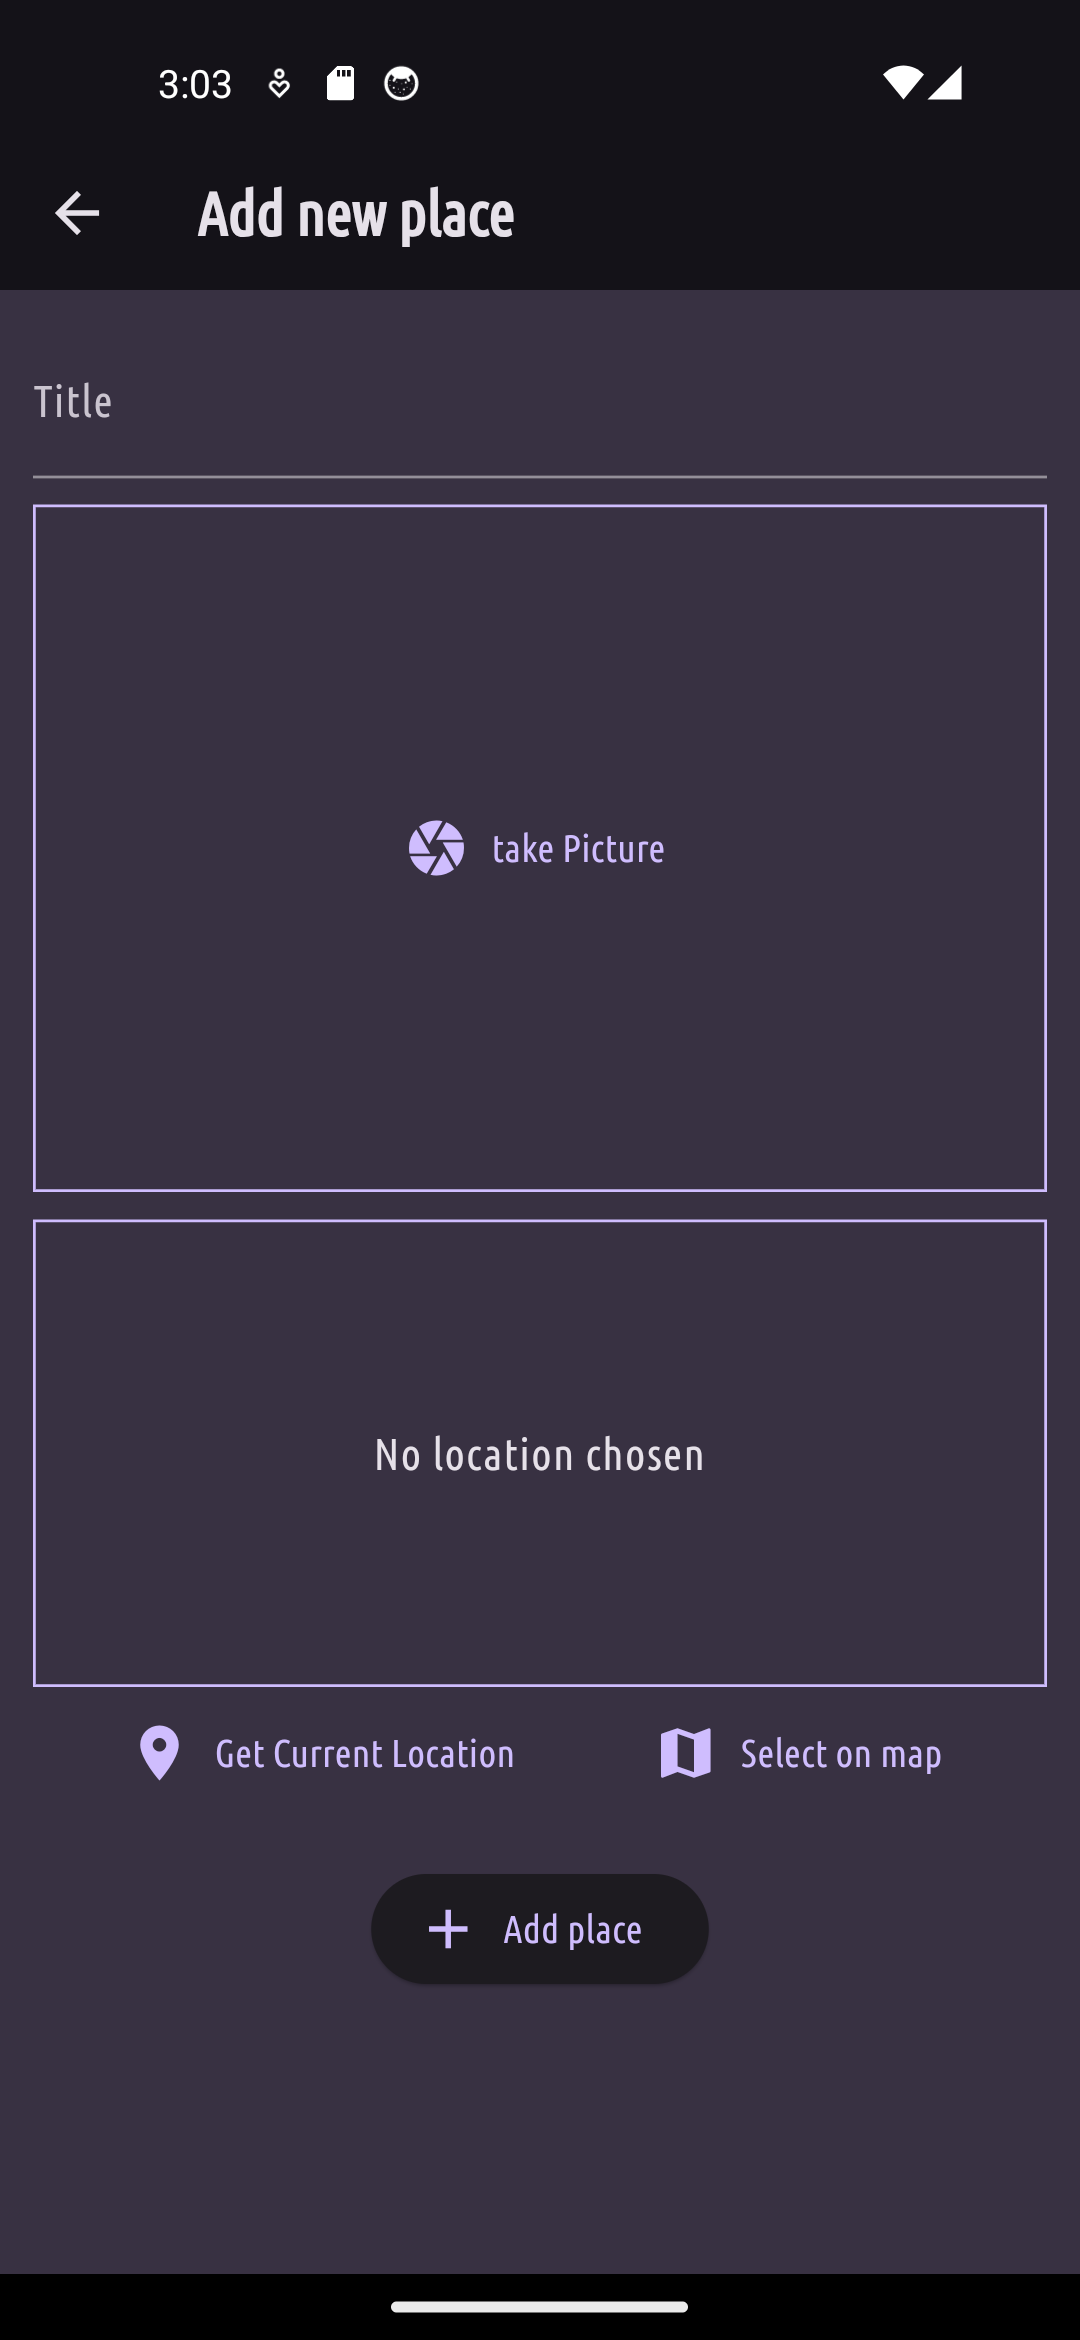 3:03
Add new place
Title
take Picture
No location chosen
Get Current Location
Select on map
Add place